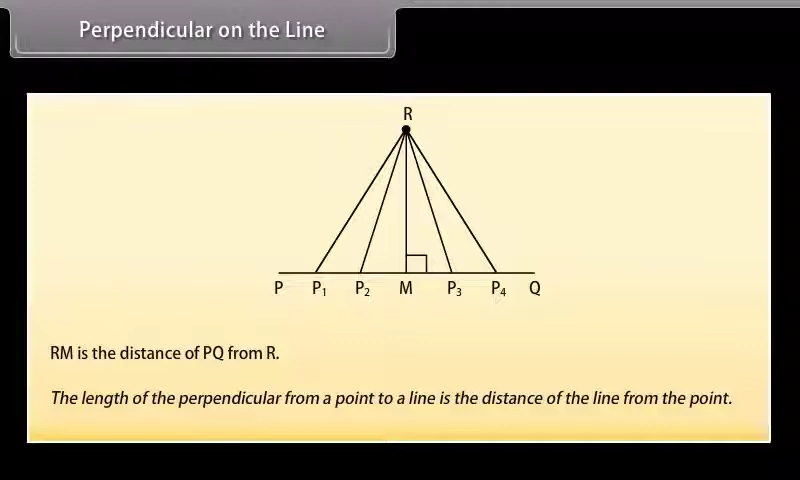 Perpendicular on the Line
R
P P₁ P₂ M P₃ P₄ Q
RM is the distance of PQ from R.
The length of the perpendicular from a point to a line is the distance of the line from the point.